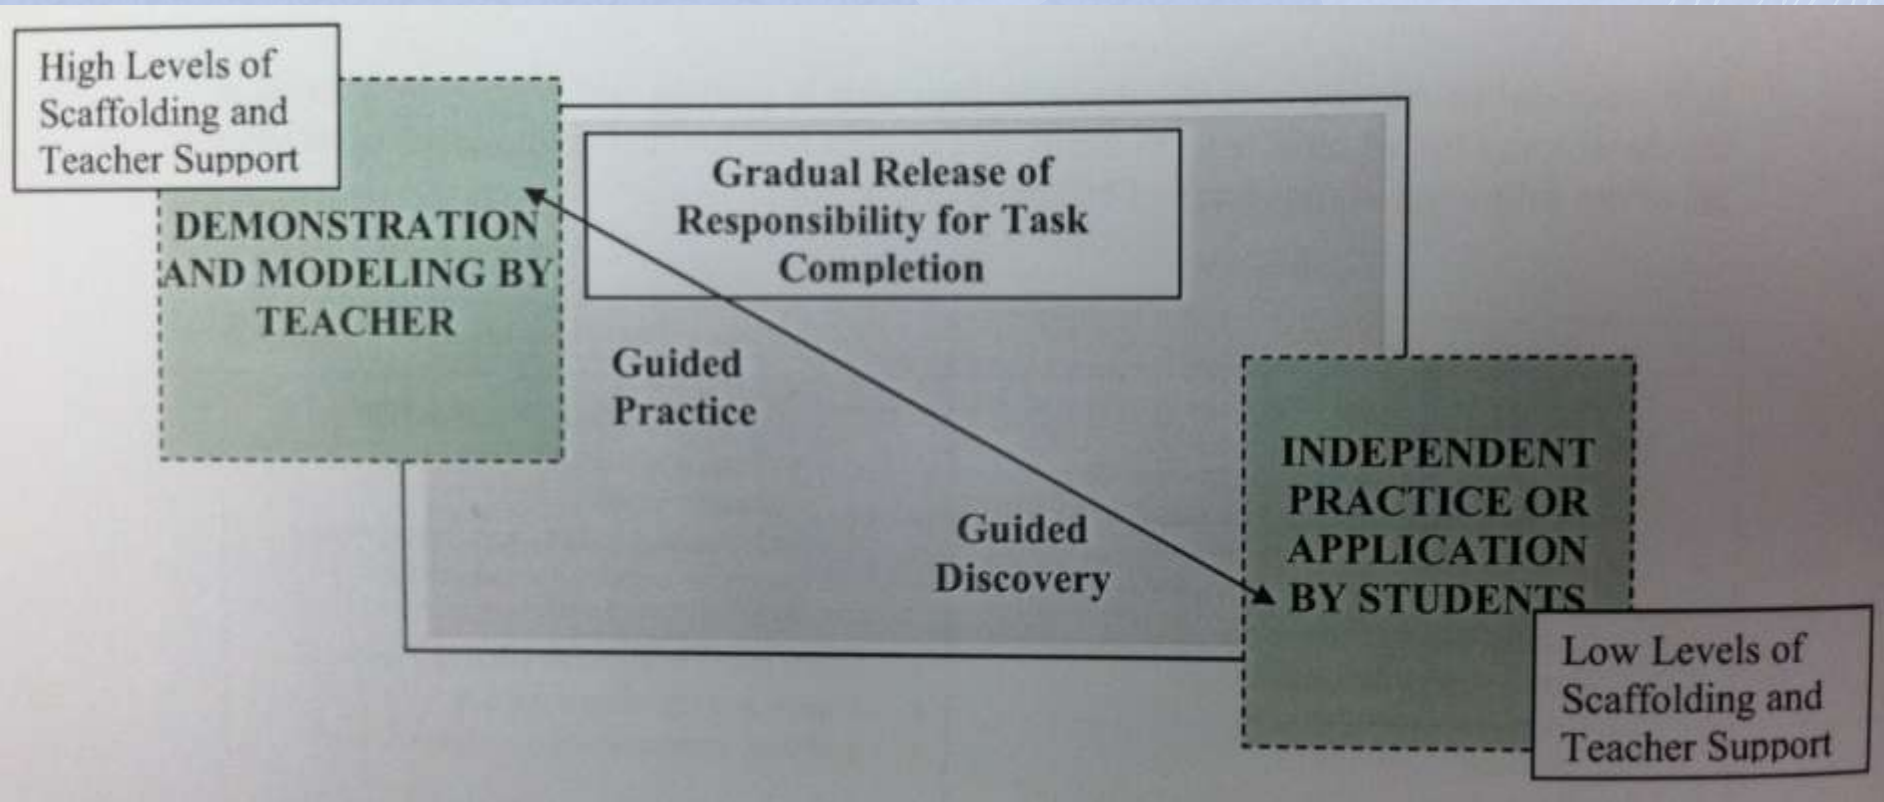 High Levels of
Scaffolding and
Teacher Support
DEMONSTRATION
AND MODELING BY
TEACHER
Gradual Release of
Responsibility for Task
Completion
Guided
Practice
Guided
Discovery
INDEPENDENT
PRACTICE OR
APPLICATION
BY STUDENTS
Low Levels of
Scaffolding and
Teacher Support